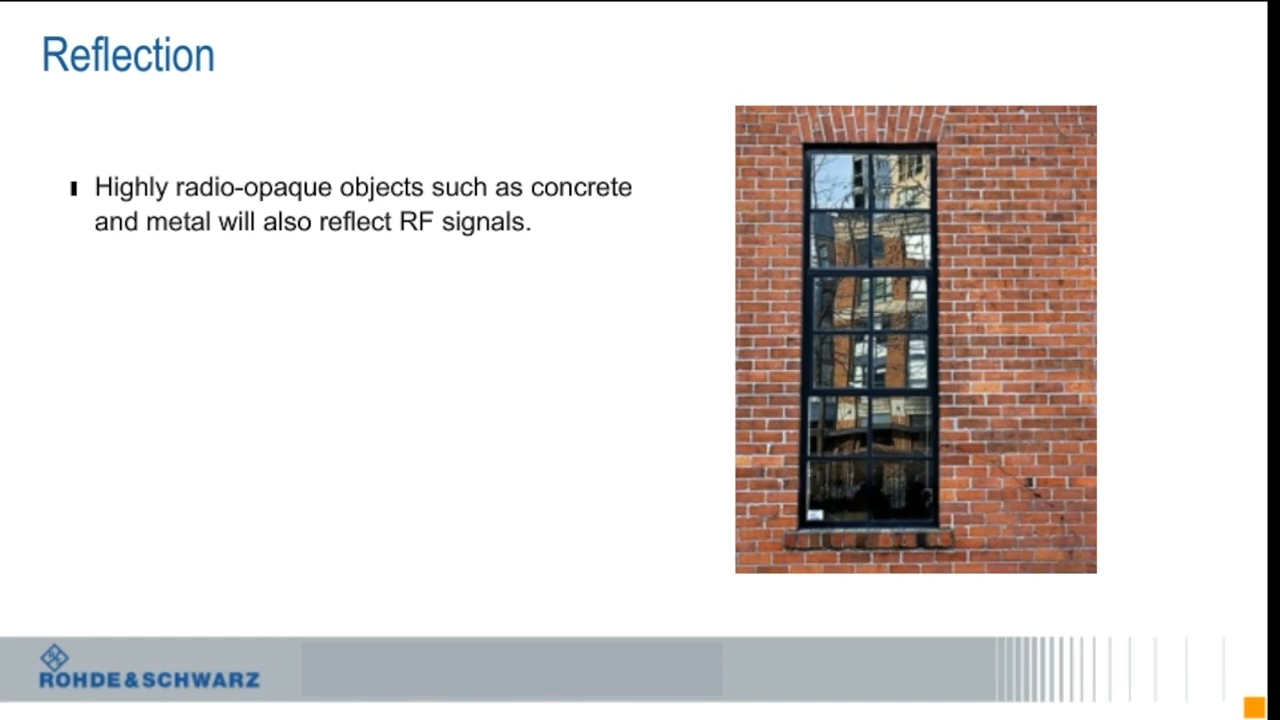 Reflection
Highly radio-opaque objects such as concrete
and metal will also reflect RF signals.
ROHDE&SCHWARZ